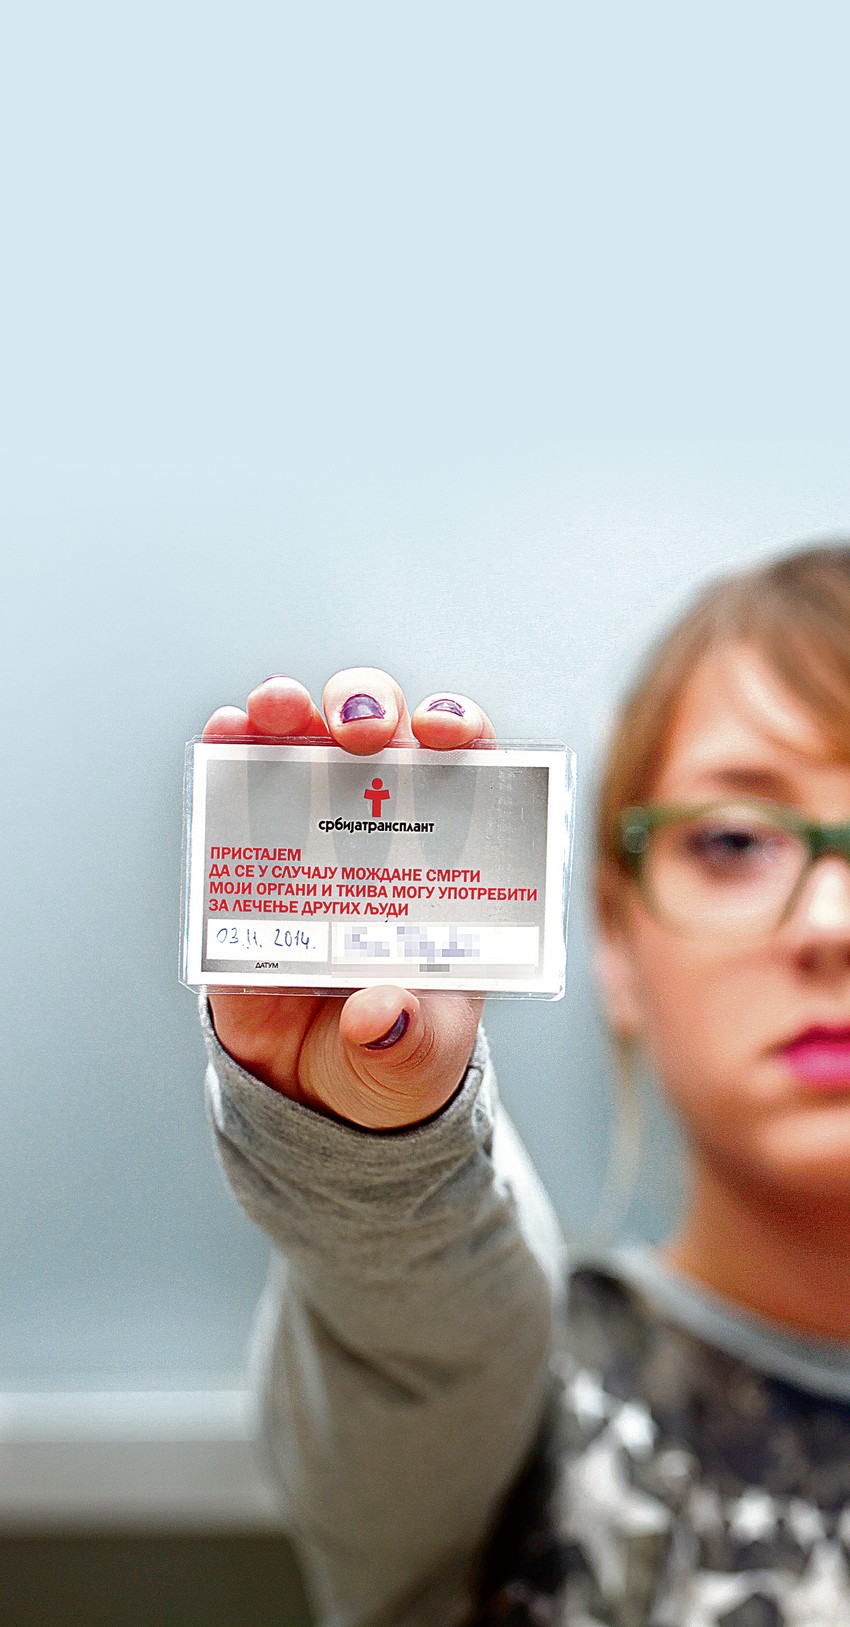 србијатрансплант
ПРИСТАЈЕМ
ДА СЕ У СЛУЧАЈУ МОЖДАНЕ СМРТИ
МОЈИ ОРГАНИ И ТКИВА МОГУ УПОТРЕБИТИ
ЗА ЛЕЧЕЊЕ ДРУГИХ ЉУДИ
03.11. 2014.
ДАТУМ